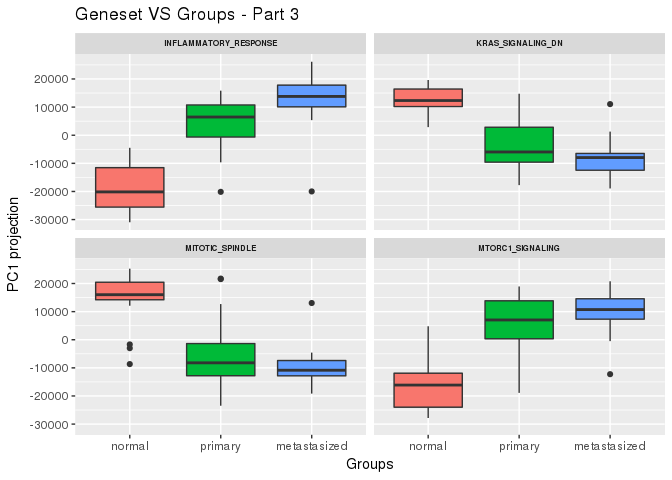 Geneset VS Groups - Part 3
INFLAMMATORY_RESPONSE
KRAS_SIGNALING_DN
20000
10000
0
-10000
-20000
-30000
MITOTIC_SPINDLE
MTORC1_SIGNALING
20000
10000
0
-10000
-20000
-30000
PC1 projection
normal primary metastasized normal primary metastasized
Groups